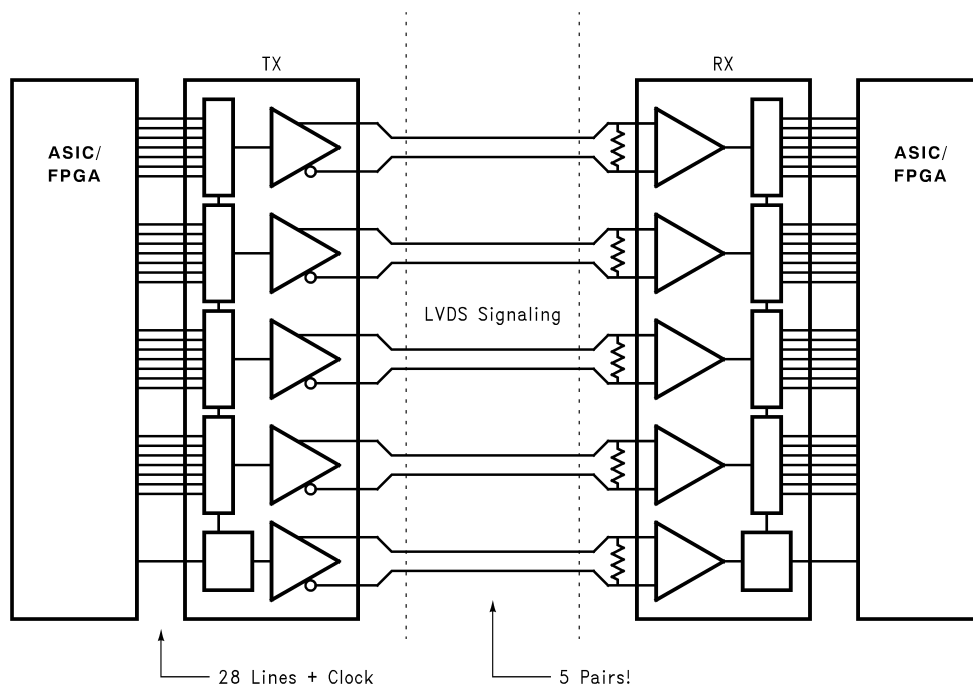 TX
RX
ASIC/
FPGA
ASIC/
FPGA
LVDS Signaling
28 Lines + Clock
5 Pairs!